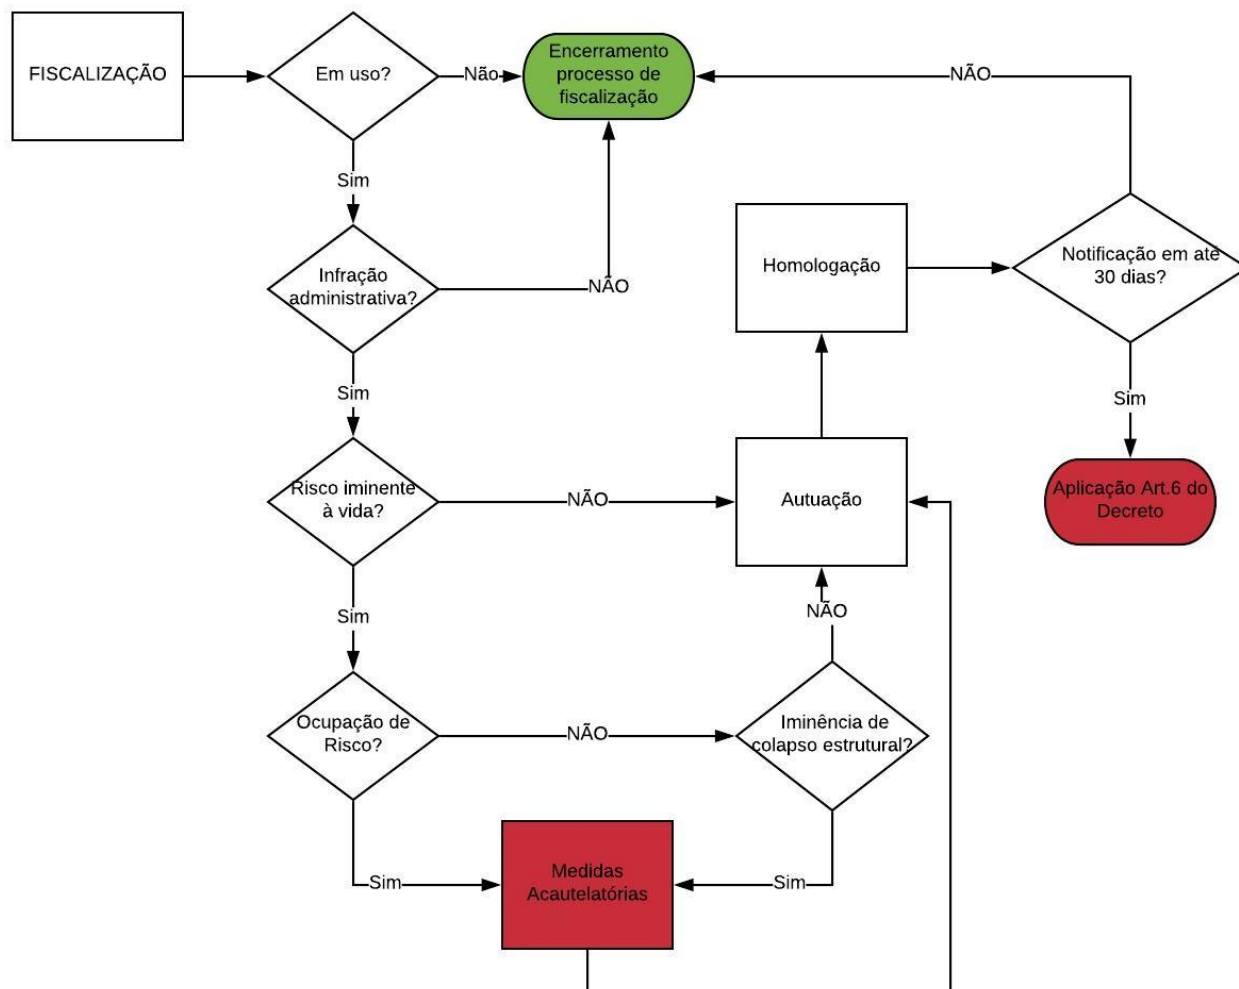 FISCALIZAÇÃO
Em uso?
Não
Encerramento
processo de
fiscalização
NÃO
Sim
Infração
administrativa?
NÃO
Homologação
Notificação em até
30 dias?
Sim
Sim
Risco iminente
à vida?
NÃO
Autuação
Aplicação Art.6 do
Decreto
Sim
NÃO
Ocupação de
Risco?
NÃO
Iminência de
colapso estrutural?
Sim
Medidas
Acautelatórias
Sim